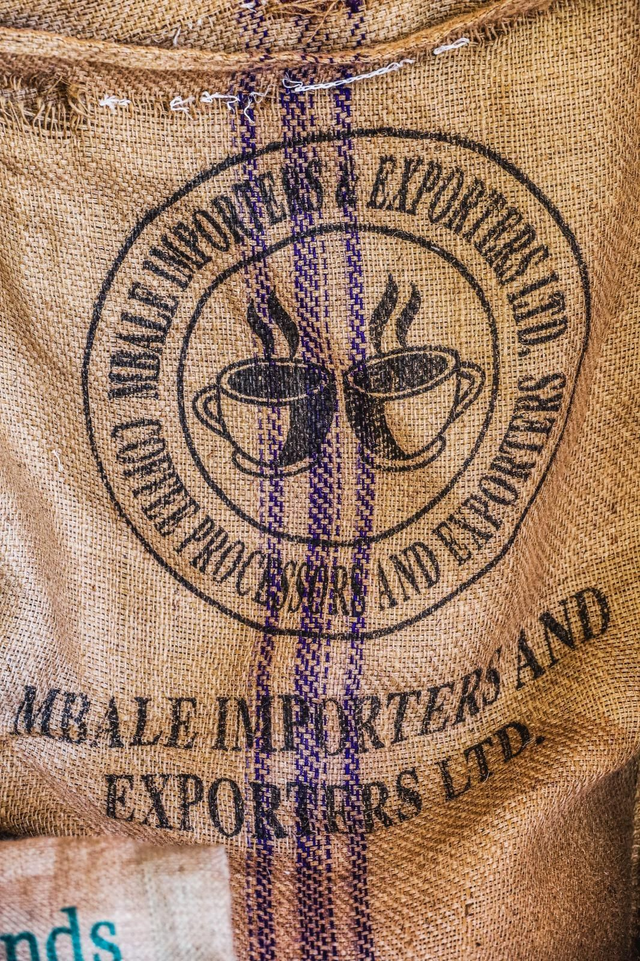 MBALE IMPORTERS & EXPORTERS LTD.
COFFEE PROCESSORS AND EXPORTERS
MBALE IMPORTERS AND
EXPORTERS LTD.
nds